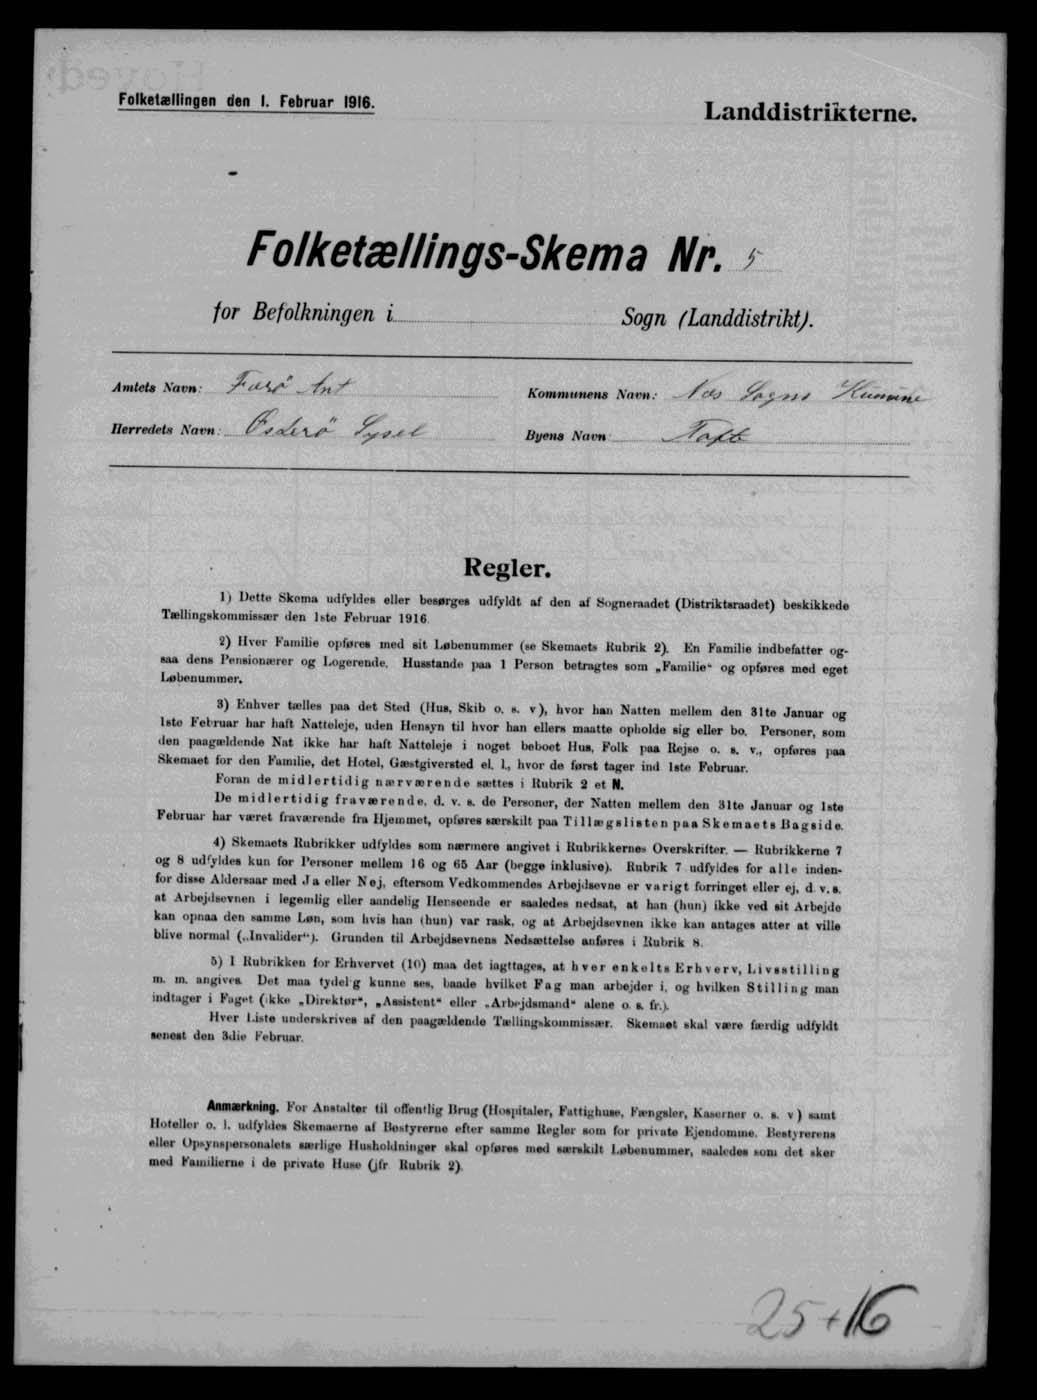 Folketællingen den 1. Februar 1916.
Landdistrikterne.
Folketællings-Skema Nr. 5
for Befolkningen i Sogn (Landdistrikt).
Amtets Navn: Færö Amt
Kommunens Navn: Næs Sogns Kumune
Herredets Navn: Österö Sysel
Byens Navn: Toft
Regler.
1) Dette Skema udfyldes eller besørges udfyldt af den af Sogneraadet (Distriktsraadet) beskikkede
Tællingskommissær den 1ste Februar 1916.
2) Hver Familie opføres med sit Løbenummer (se Skemaets Rubrik 2). En Familie indbefatter og-
saa dens Pensionærer og Logerende. Husstande paa 1 Person betragtes som „Familie“ og opføres med eget
Løbenummer.
3) Enhver tælles paa det Sted (Hus, Skib o. s. v), hvor han Natten mellem den 31te Januar og
1ste Februar har haft Natteleje, uden Hensyn til hvor han ellers maatte opholde sig eller bo. Personer, som
den paagældende Nat ikke har haft Natteleje i noget beboet Hus, Folk paa Rejse o. s. v., opføres paa
Skemaet for den Familie, det Hotel, Gæstgiversted el. l., hvor de først tager ind 1ste Februar.
Foran de midlertidig nærværende sættes i Rubrik 2 et N.
De midlertidig fraværende, d. v. s. de Personer, der Natten mellem den 31te Januar og 1ste
Februar har været fraværende fra Hjemmet, opføres særskilt paa Tillægslisten paa Skemaets Bagside.
4) Skemaets Rubrikker udfyldes som nærmere angivet i Rubrikkernes Overskrifter. — Rubrikkerne 7
og 8 udfyldes kun for Personer mellem 16 og 65 Aar (begge inklusive). Rubrik 7 udfyldes for alle inden-
for disse Aldersaar med Ja eller Nej, eftersom Vedkommendes Arbejdsevne er varigt forringet eller ej, d. v. s.
at Arbejdsevnen i legemlig eller aandelig Henseende er saaledes nedsat, at han (hun) ikke ved sit Arbejde
kan opnaa den samme Løn, som hvis han (hun) var rask, og at Arbejdsevnen ikke kan antages atter at ville
blive normal („Invalider“). Grunden til Arbejdsevnens Nedsættelse anføres i Rubrik 8.
5) I Rubrikken for Erhvervet (10) maa det iagttages, at hver enkelts Erhverv, Livsstilling
m. m. angives. Det maa tydelig kunne ses, baade hvilket Fag man arbejder i, og hvilken Stilling man
indtager i Faget (ikke „Direktør“, „Assistent“ eller „Arbejdsmand“ alene o. s. fr.).
Hver Liste underskrives af den paagældende Tællingskommissær. Skemaet skal være færdig udfyldt
senest den 3die Februar.
Anmærkning. For Anstalter til offentlig Brug (Hospitaler, Fattighuse, Fængsler, Kaserner o. s. v) samt
Hoteller o. l. udfyldes Skemaerne af Bestyrerne efter samme Regler som for private Ejendomme. Bestyrerens
eller Opsynspersonalets særlige Husholdninger skal opføres med særskilt Løbenummer, saaledes som det sker
med Familierne i de private Huse (jfr. Rubrik 2).
25+16